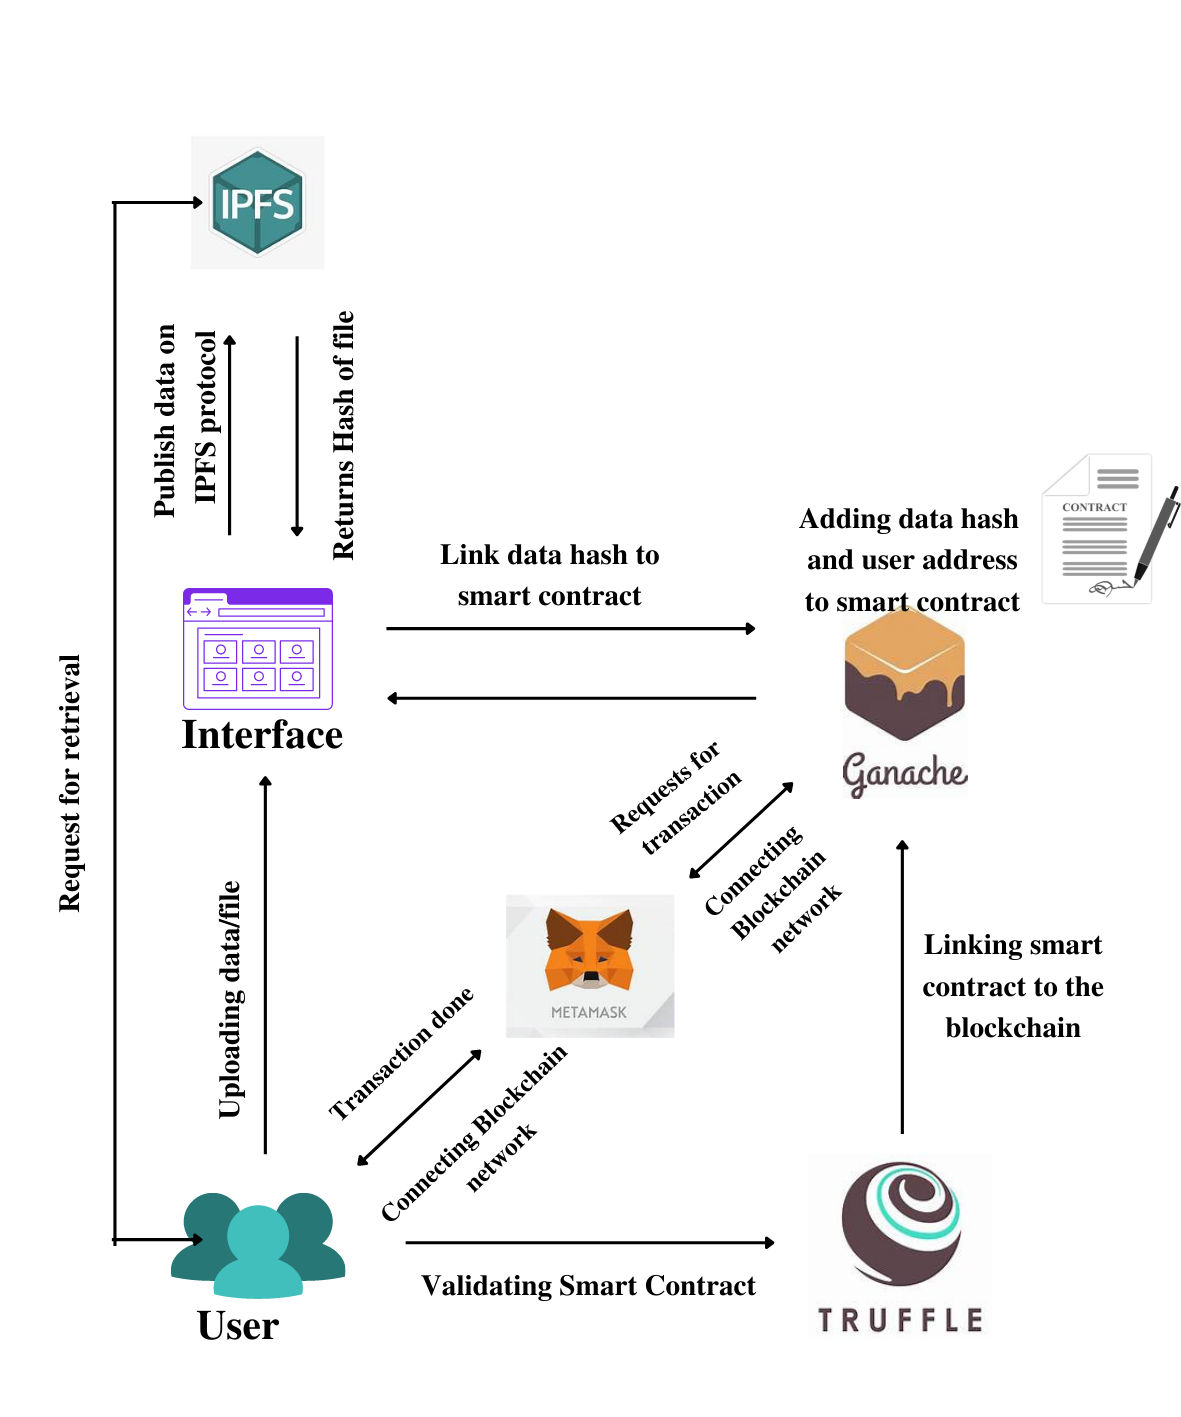 IPFS
Publish data on
IPFS protocol
Returns Hash of file
Link data hash to
smart contract
Adding data hash
and user address
to smart contract
CONTRACT
Interface
Ganache
Request for retrieval
Requests for
transaction
Connecting
Blockchain
network
METAMASK
Uploading data/file
Transaction done
Connecting Blockchain
network
Linking smart
contract to the
blockchain
Validating Smart Contract
User
TRUFFLE